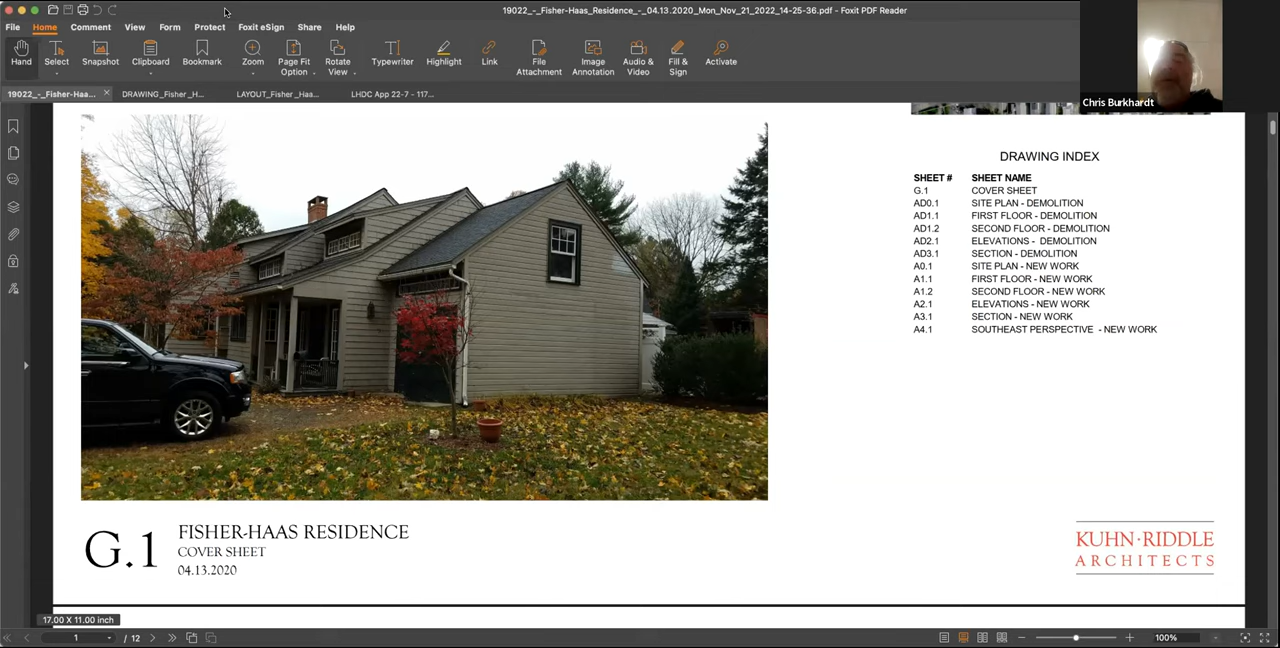 19022_-_Fisher-Haas_Residence_-_04.13.2020_Mon_Nov_21_2022_14-25-36.pdf - Foxit PDF Reader
File Home Comment View Form Protect Foxit eSign Share Help
Hand
Select
Snapshot
Clipboard
Bookmark
Zoom
Page Fit
Option
Rotate
View
Typewriter
Highlight
Link
File
Attachment
Image
Annotation
Audio &
Video
Fill &
Sign
Activate
Chris Burkhardt
19022_-_Fisher-Haa... DRAWING_Fisher _H... LAYOUT_Fisher _Haa... LHDC App 22-7 - 117...
DRAWING INDEX
SHEET # SHEET NAME
G.1 COVER SHEET
AD0.1 SITE PLAN - DEMOLITION
AD1.1 FIRST FLOOR - DEMOLITION
AD1.2 SECOND FLOOR - DEMOLITION
AD2.1 ELEVATIONS - DEMOLITION
AD3.1 SECTION - DEMOLITION
A0.1 SITE PLAN - NEW WORK
A1.1 FIRST FLOOR - NEW WORK
A1.2 SECOND FLOOR - NEW WORK
A2.1 ELEVATIONS - NEW WORK
A3.1 SECTION - NEW WORK
A4.1 SOUTHEAST PERSPECTIVE - NEW WORK
G.1
FISHER-HAAS RESIDENCE
COVER SHEET
04.13.2020
KUHN·RIDDLE
ARCHITECTS
17.00 X 11.00 inch
1 / 12
100%